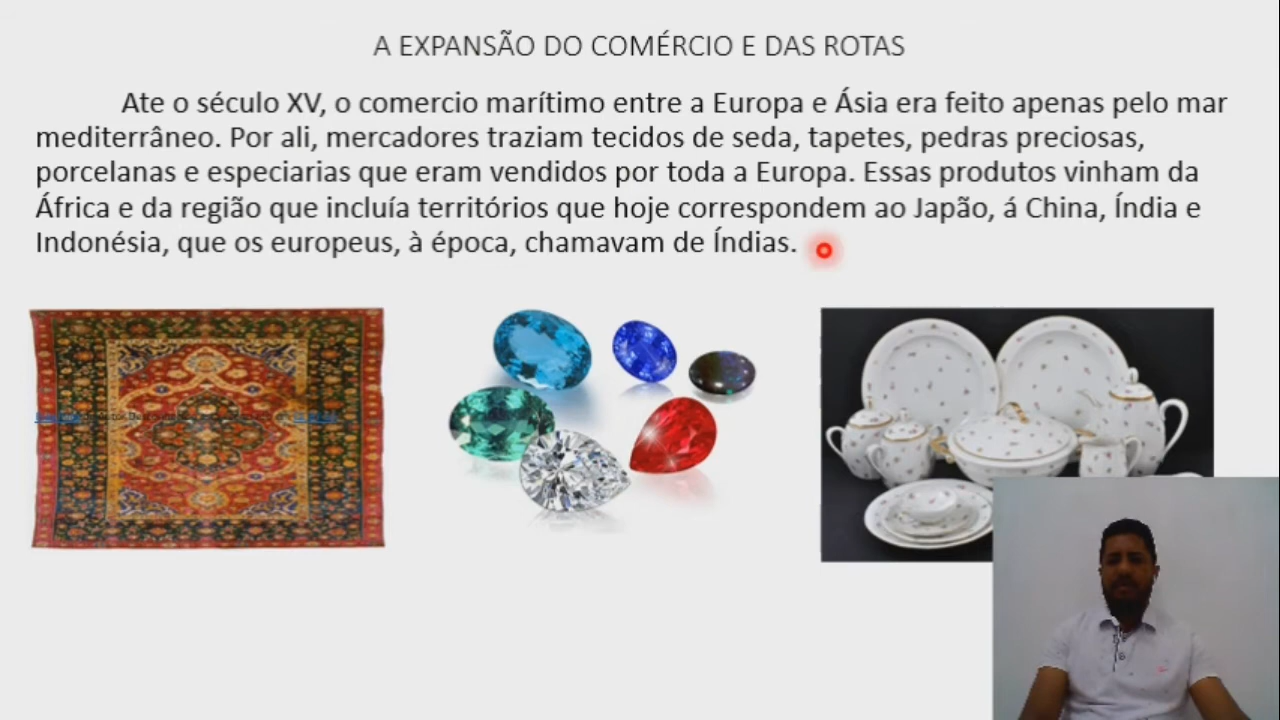 A EXPANSÃO DO COMÉRCIO E DAS ROTAS
Ate o século XV, o comercio marítimo entre a Europa e Ásia era feito apenas pelo mar
mediterrâneo. Por ali, mercadores traziam tecidos de seda, tapetes, pedras preciosas,
porcelanas e especiarias que eram vendidos por toda a Europa. Essas produtos vinham da
África e da região que incluía territórios que hoje correspondem ao Japão, á China, Índia e
Indonésia, que os europeus, à época, chamavam de Índias.